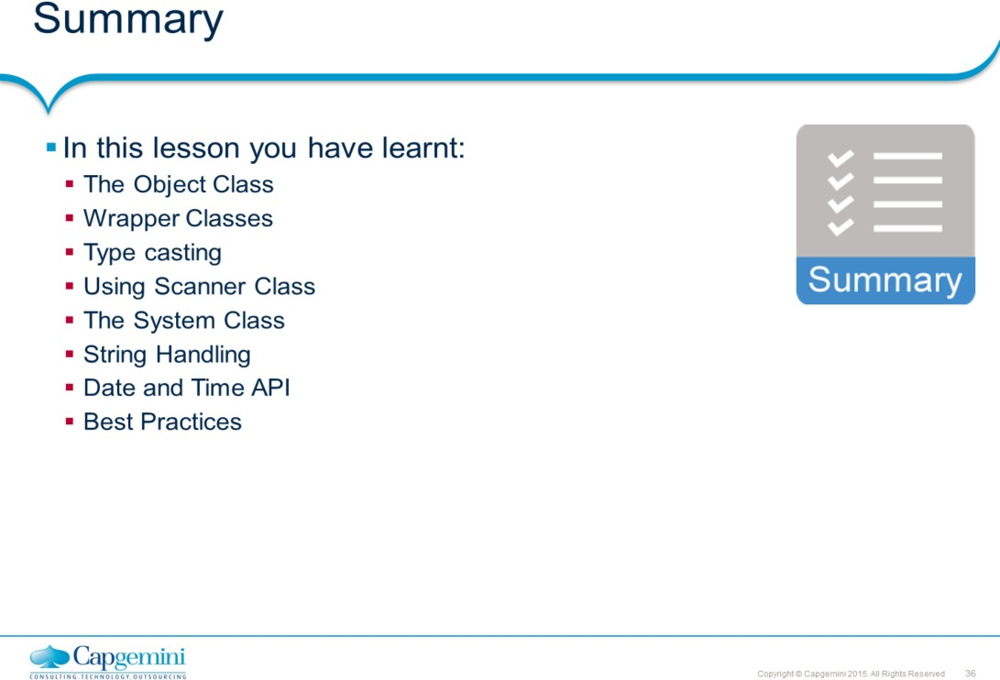 Summary
In this lesson you have learnt:
The Object Class
Wrapper Classes
Type casting
Using Scanner Class
The System Class
String Handling
Date and Time API
Best Practices
Summary
Capgemini
CONSULTING.TECHNOLOGY.OUTSOURCING
Copyright © Capgemini 2015. All Rights Reserved 36